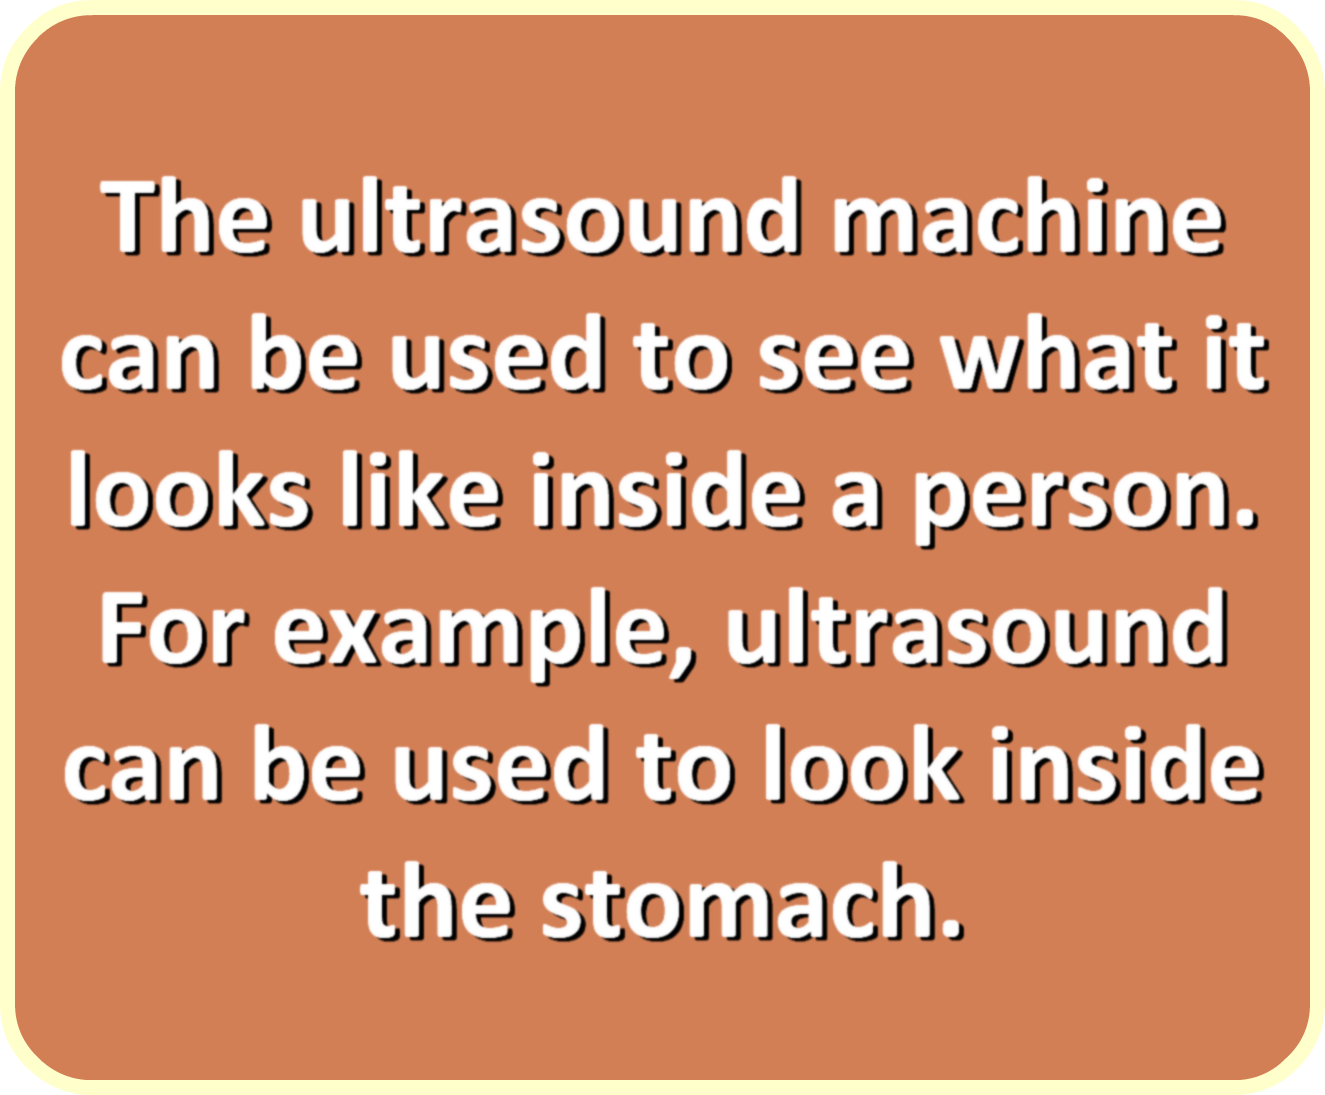 The ultrasound machine
can be used to see what it
looks like inside a person.
For example, ultrasound
can be used to look inside
the stomach.